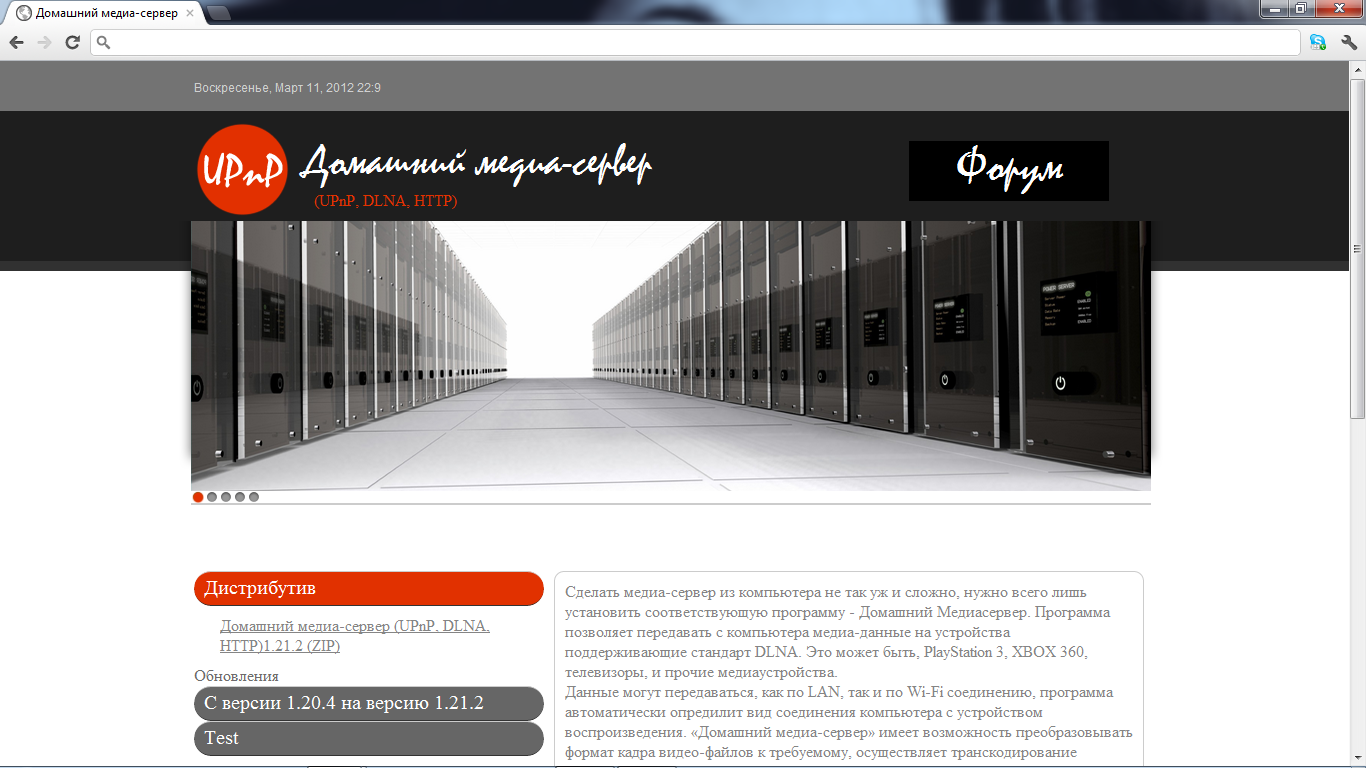 Домашний медиа-сервер
Воскресенье, Март 11, 2012 22:9
UPnP
Домашний медиа-сервер
(UPnP, DLNA, HTTP)
Форум
POWER SERVER
Дистрибутив
Домашний медиа-сервер (UPnP, DLNA,
HTTP)1.21.2 (ZIP)
Обновления
С версии 1.20.4 на версию 1.21.2
Test
Сделать медиа-сервер из компьютера не так уж и сложно, нужно всего лишь
установить соответствующую программу - Домашний Медиасервер. Программа
позволяет передавать с компьютера медиа-данные на устройства
поддерживающие стандарт DLNA. Это может быть, PlayStation 3, XBOX 360,
телевизоры, и прочие медиаустройства.
Данные могут передаваться, как по LAN, так и по Wi-Fi соединению, программа
автоматически опредилит вид соединения компьютера с устройством
воспроизведения. «Домашний медиа-сервер» имеет возможность преобразовывать
формат кадра видео-файлов к требуемому, осуществляет транскодирование